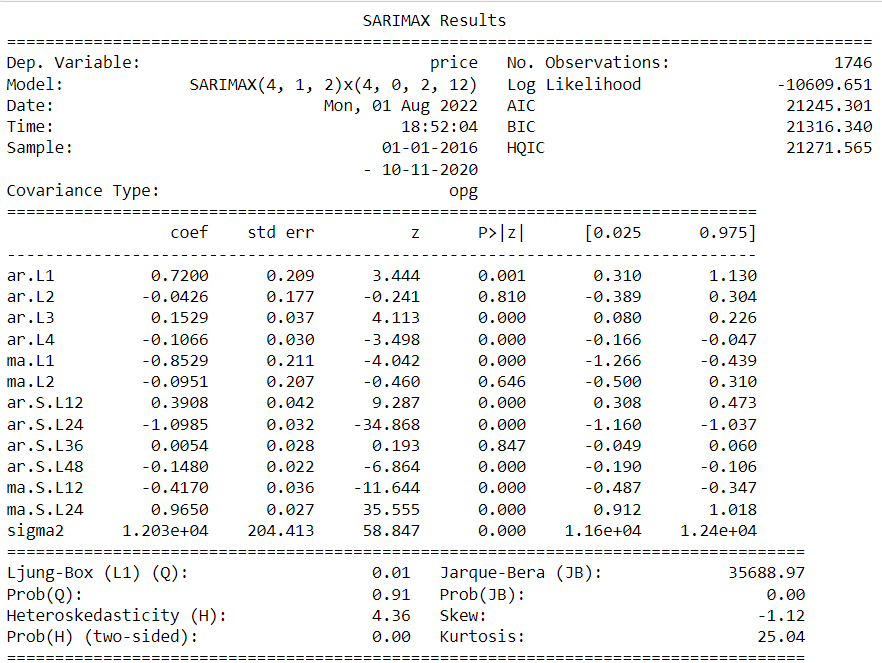 SARIMAX Results
==========================================================================================
Dep. Variable: price No. Observations: 1746
Model: SARIMAX(4, 1, 2)x(4, 0, 2, 12) Log Likelihood -10609.651
Date: Mon, 01 Aug 2022 AIC 21245.301
Time: 18:52:04 BIC 21316.340
Sample: 01-01-2016 HQIC 21271.565
- 10-11-2020
Covariance Type: opg
==============================================================================
coef std err z P>|z| [0.025 0.975]
------------------------------------------------------------------------------
ar.L1 0.7200 0.209 3.444 0.001 0.310 1.130
ar.L2 -0.0426 0.177 -0.241 0.810 -0.389 0.304
ar.L3 0.1529 0.037 4.113 0.000 0.080 0.226
ar.L4 -0.1066 0.030 -3.498 0.000 -0.166 -0.047
ma.L1 -0.8529 0.211 -4.042 0.000 -1.266 -0.439
ma.L2 -0.0951 0.207 -0.460 0.646 -0.500 0.310
ar.S.L12 0.3908 0.042 9.287 0.000 0.308 0.473
ar.S.L24 -1.0985 0.032 -34.868 0.000 -1.160 -1.037
ar.S.L36 0.0054 0.028 0.193 0.847 -0.049 0.060
ar.S.L48 -0.1480 0.022 -6.864 0.000 -0.190 -0.106
ma.S.L12 -0.4170 0.036 -11.644 0.000 -0.487 -0.347
ma.S.L24 0.9650 0.027 35.555 0.000 0.912 1.018
sigma2 1.203e+04 204.413 58.847 0.000 1.16e+04 1.24e+04
===================================================================================
Ljung-Box (L1) (Q): 0.01 Jarque-Bera (JB): 35688.97
Prob(Q): 0.91 Prob(JB): 0.00
Heteroskedasticity (H): 4.36 Skew: -1.12
Prob(H) (two-sided): 0.00 Kurtosis: 25.04
===================================================================================